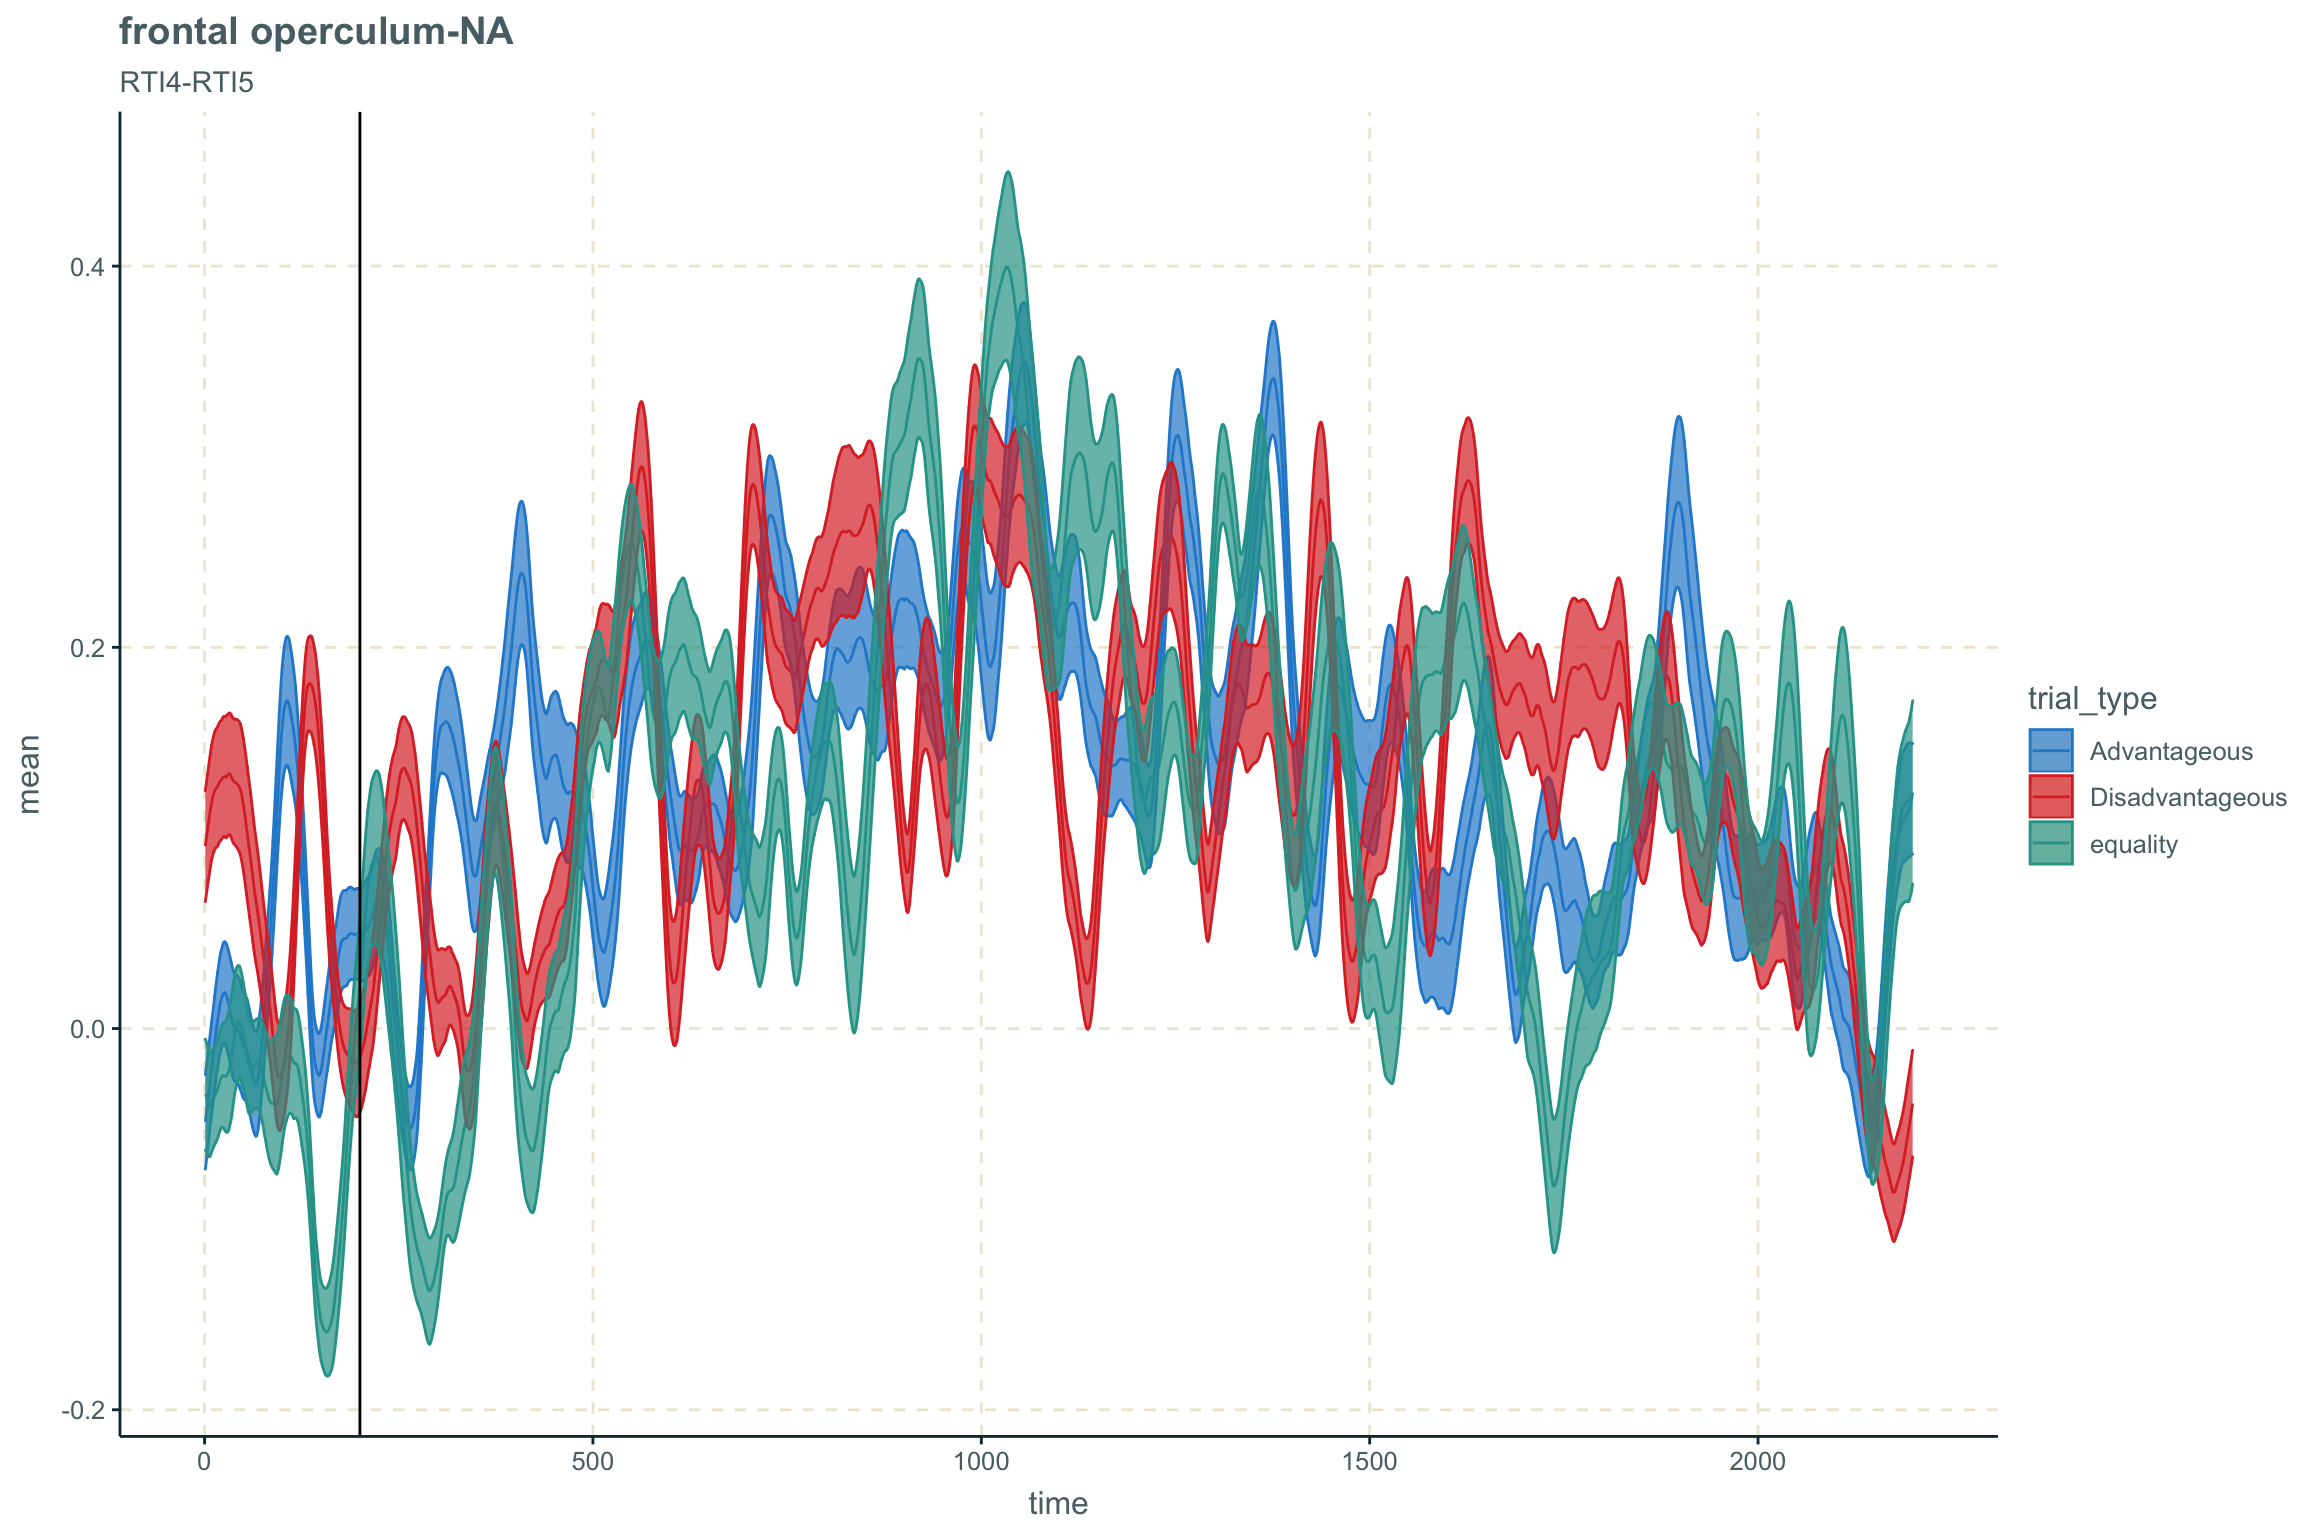 frontal operculum-NA
RTI4-RTI5
mean
0.4
0.2
0.0
-0.2
0
500
1000
1500
2000
time
trial_type
Advantageous
Disadvantageous
equality